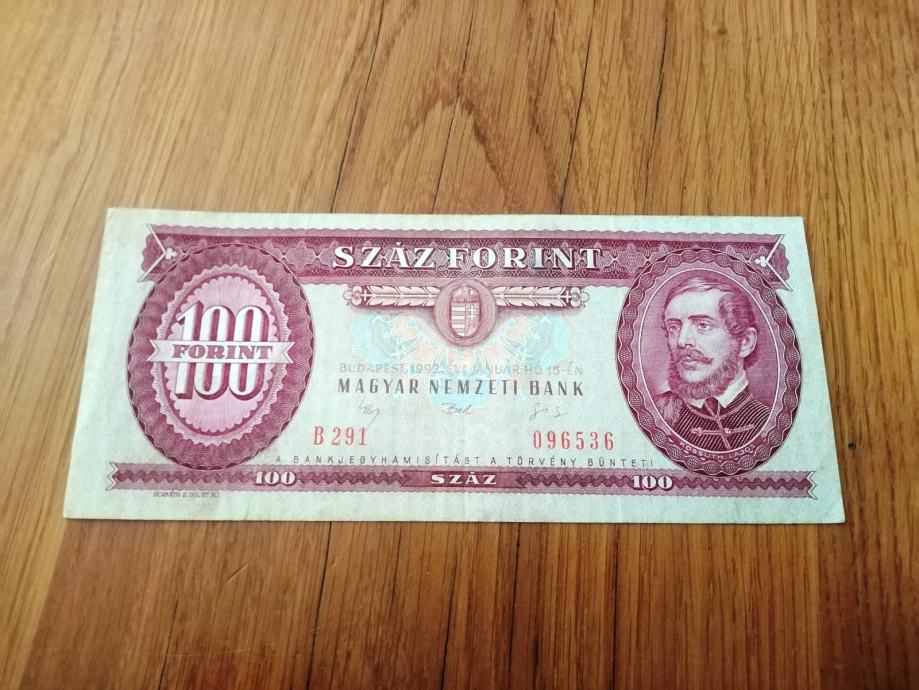 SZÁZ FORINT
100
FORINT
BUDAPEST, 1992. ÉVI JANUÁR HÓ 15-ÉN
MAGYAR NEMZETI BANK
B 291 096536
KOSSUTH LAJOS
A BANKJEGYHAMISÍTÁST A TÖRVÉNY BÜNTETI
100 SZÁZ 100